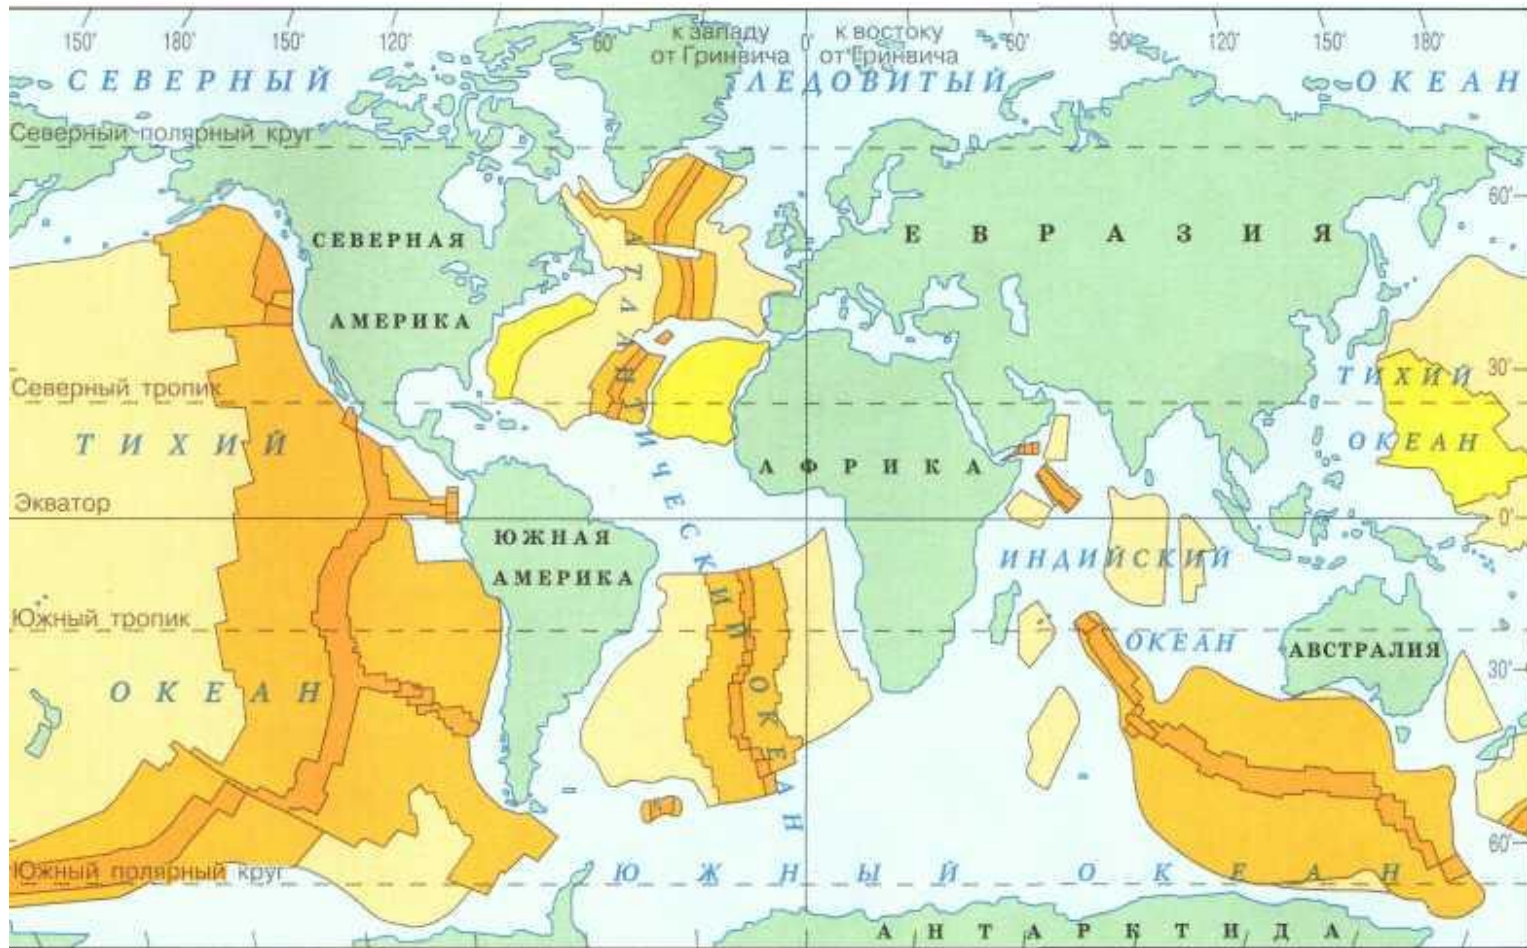 150° 180° 150° 120° 60° к западу 0° к востоку 60° 90° 120° 150° 180°
от Гринвича от Гринвича
СЕВЕРНЫЙ ЛЕДОВИТЫЙ ОКЕАН
Северный полярный круг
60°
СЕВЕРНАЯ
АМЕРИКА
ЕВРАЗИЯ
АТЛАНТИЧЕСКИЙ ОКЕАН
30°
Северный тропик
ТИХИЙ
ОКЕАН
ТИХИЙ
АФРИКА
Экватор
0°
ЮЖНАЯ
АМЕРИКА
ИНДИЙСКИЙ
ОКЕАН
Южный тропик
АВСТРАЛИЯ
30°
ОКЕАН
60°
Южный полярный круг
ЮЖНЫЙ ОКЕАН
АНТАРКТИДА